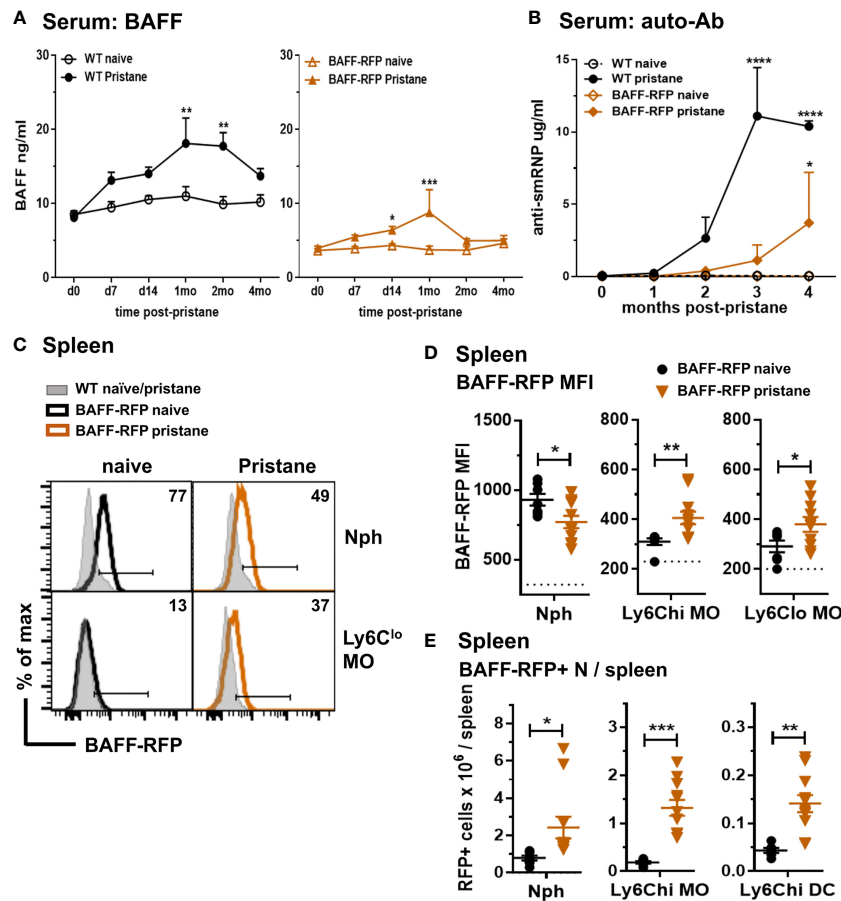 A Serum: BAFF
WT naive
WT Pristane
BAFF-RFP naive
BAFF-RFP Pristane
BAFF ng/ml
30
20
10
0
** **
d0 d7 d14 1mo 2mo 4mo
time post-pristane
30
20
10
0
* ***
d0 d7 d14 1mo 2mo 4mo
time post-pristane
B Serum: auto-Ab
WT naive
WT pristane
BAFF-RFP naive
BAFF-RFP pristane
anti-smRNP ug/ml
15
10
5
0
****
****
*
0 1 2 3 4
months post-pristane
C Spleen
WT naïve/pristane
BAFF-RFP naive
BAFF-RFP pristane
naive Pristane
77 49
Nph
13 37
Ly6Clo
MO
% of max
BAFF-RFP
D Spleen
BAFF-RFP MFI
BAFF-RFP naive
BAFF-RFP pristane
BAFF-RFP MFI
1500
1000
500
*
Nph
800
600
400
200
**
Ly6Chi MO
800
600
400
200
*
Ly6Clo MO
E Spleen
BAFF-RFP+ N / spleen
RFP+ cells x 10^6 / spleen
8
6
4
2
0
*
Nph
3
2
1
0
***
Ly6Chi MO
0.3
0.2
0.1
0.0
**
Ly6Chi DC